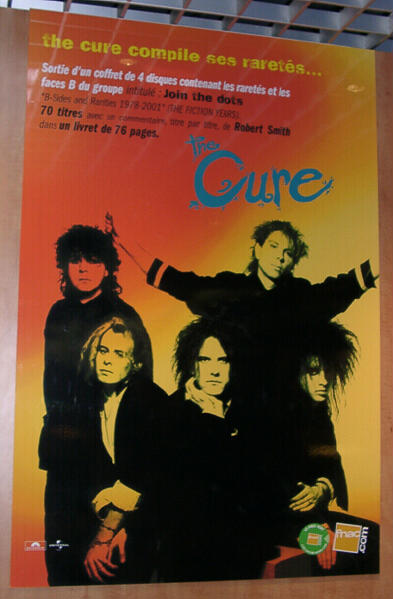 the cure compile ses raretés...
Sortie d'un coffret de 4 disques contenant les raretés et les
faces B du groupe intitulé : Join the dots
"B-Sides and Rarities 1978-2001" (THE FICTION YEARS).
70 titres avec un commentaire, titre par titre, de Robert Smith
dans un livret de 76 pages.
the
Cure
fnac
.com
UNIVERSAL